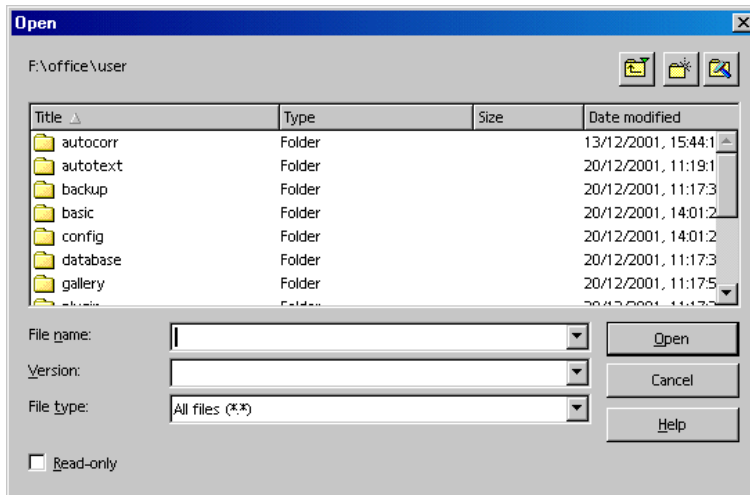 Open
F:\office\user
Title Type Size Date modified
autocorr Folder 13/12/2001, 15:44:1
autotext Folder 20/12/2001, 11:19:1
backup Folder 20/12/2001, 11:17:3
basic Folder 20/12/2001, 14:01:2
config Folder 20/12/2001, 14:01:2
database Folder 20/12/2001, 11:17:3
gallery Folder 20/12/2001, 11:17:5
File name: Open
Version: Cancel
File type: All files (*.*)
Help
Read-only